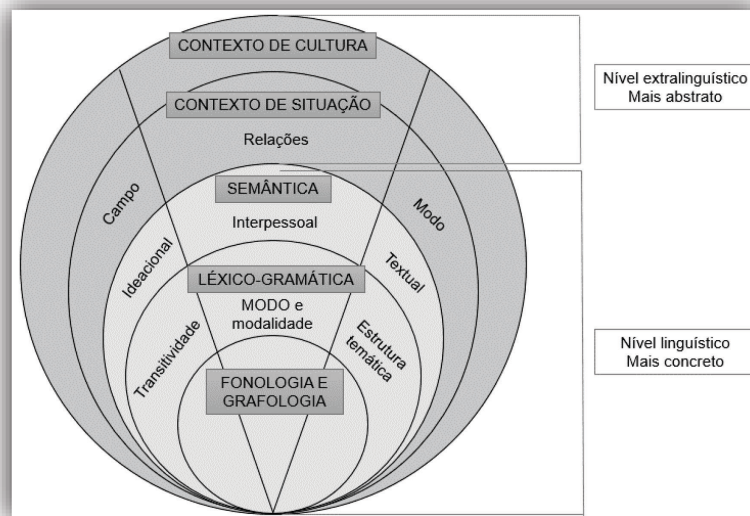 CONTEXTO DE CULTURA
CONTEXTO DE SITUAÇÃO
Relações
Campo
Modo
SEMÂNTICA
Interpessoal
Ideacional
Textual
LÉXICO-GRAMÁTICA
MODO e
modalidade
Transitividade
Estrutura
temática
FONOLOGIA E
GRAFOLOGIA
Nível extralinguístico
Mais abstrato
Nível linguístico
Mais concreto